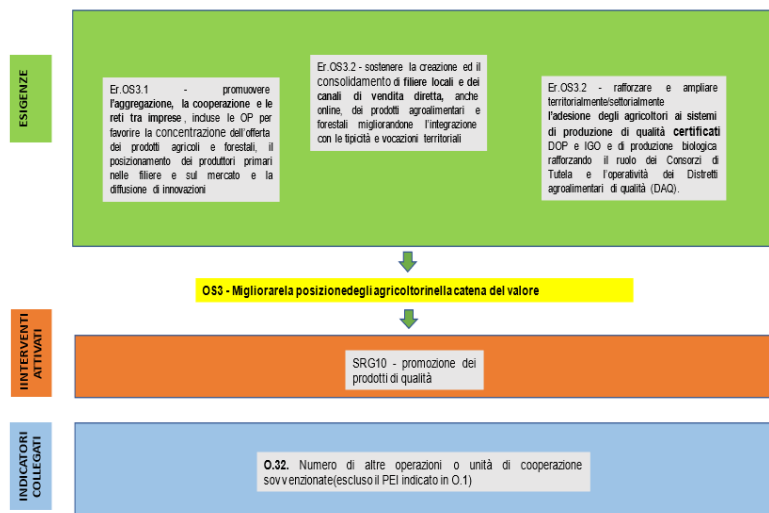 ESIGENZE
Er.OS3.1 - promuovere
l'aggregazione, la cooperazione e le
reti tra imprese, incluse le OP per
favorire la concentrazione dell'offerta
dei prodotti agricoli e forestali, il
posizionamento dei produttori primari
nelle filiere e sul mercato e la
diffusione di innovazioni
Er.OS3.2 - sostenere la creazione ed il
consolidamento di filiere locali e dei
canali di vendita diretta, anche
online, dei prodotti agroalimentari e
forestali migliorandone l'integrazione
con le tipicità e vocazioni territoriali
Er.OS3.2 - rafforzare e ampliare
territorialmente/settorialmente
l'adesione degli agricoltori ai sistemi
di produzione di qualità certificati
DOP e IGO e di produzione biologica
rafforzando il ruolo dei Consorzi di
Tutela e l'operatività dei Distretti
agroalimentari di qualità (DAQ).
OS3 - Migliorarela posizionedegli agricoltorinella catena del valore
IINTERVENTI
ATTIVATI
SRG10 - promozione dei
prodotti di qualità
INDICATORI
COLLEGATI
O.32. Numero di altre operazioni o unità di cooperazione
sovvenzionate(escluso il PEI indicato in O.1)